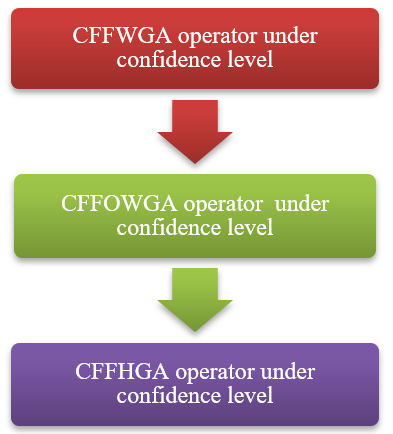 CFFWGA operator under
confidence level
CFFOWGA operator under
confidence level
CFFHGA operator under
confidence level